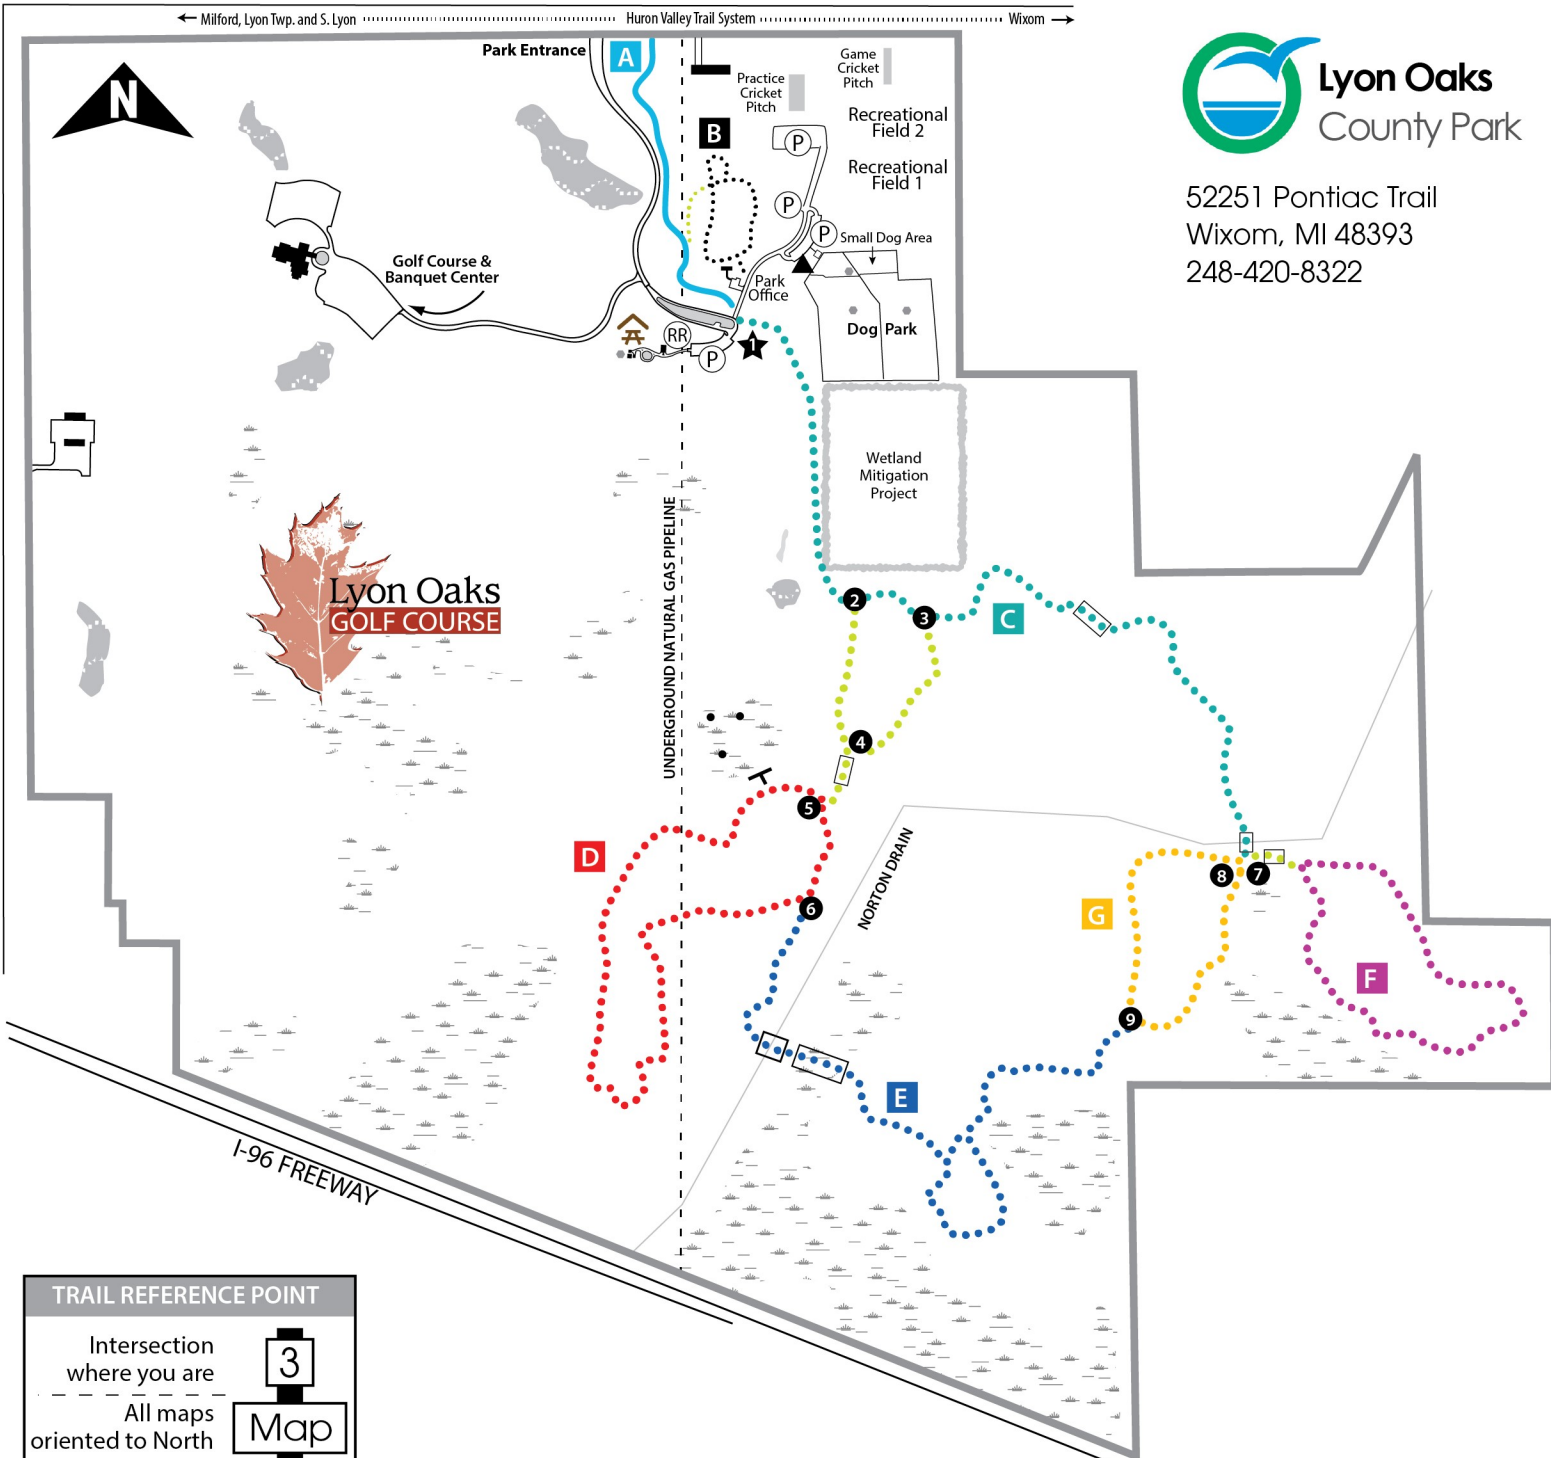 Milford, Lyon Twp. and S. Lyon
Huron Valley Trail System
Wixom
Park Entrance
A
N
Practice
Cricket
Pitch
Game
Cricket
Pitch
B
Recreational
Field 2
Recreational
Field 1
P
P
P
Small Dog Area
Park
Office
Dog Park
Golf Course &
Banquet Center
RR
P
1
Lyon Oaks
County Park
52251 Pontiac Trail
Wixom, MI 48393
248-420-8322
Wetland
Mitigation
Project
UNDERGROUND NATURAL GAS PIPELINE
Lyon Oaks
GOLF COURSE
2
3
C
4
5
D
6
NORTON DRAIN
8
7
G
F
9
E
I-96 FREEWAY
TRAIL REFERENCE POINT
Intersection
where you are
3
All maps
oriented to North
Map